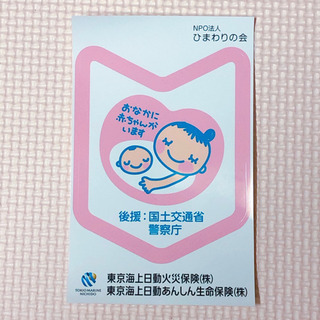 NPO法人
ひまわりの会
おなかに
赤ちゃんが
います
後援：国土交通省
警察庁
TOKIO MARINE
NICHIDO
東京海上日動火災保険(株)
東京海上日動あんしん生命保険(株)